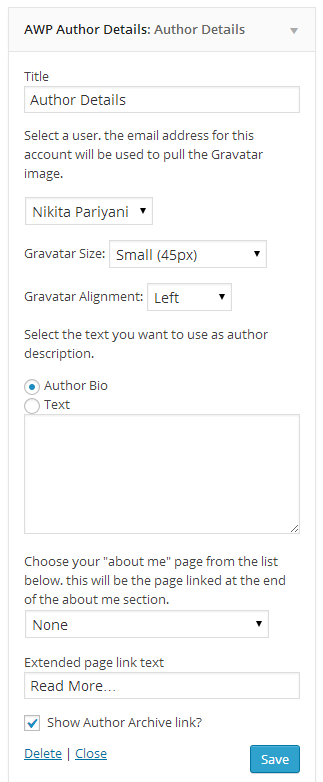 AWP Author Details: Author Details
Title
Author Details
Select a user. the email address for this
account will be used to pull the Gravatar
image.
Nikita Pariyani
Gravatar Size: Small (45px)
Gravatar Alignment: Left
Select the text you want to use as author
description.
Author Bio
Text
Choose your "about me" page from the list
below. this will be the page linked at the end
of the about me section.
None
Extended page link text
Read More...
Show Author Archive link?
Delete | Close
Save